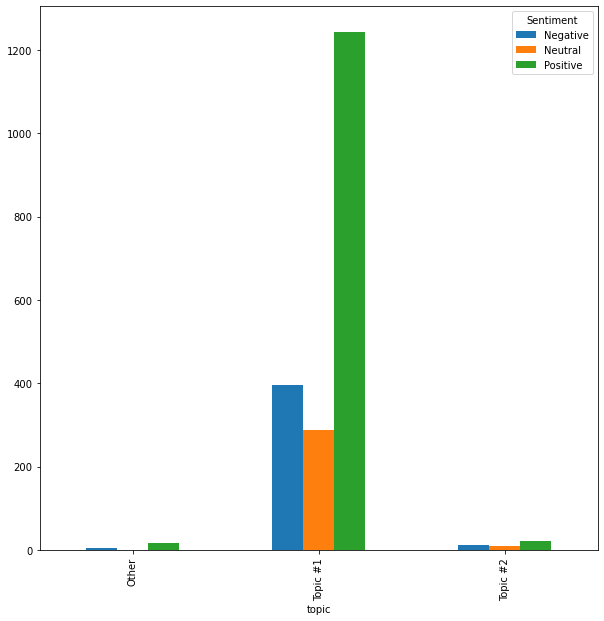 Sentiment
Negative
Neutral
Positive
1200
1000
800
600
400
200
0
Other
Topic #1
Topic #2
topic